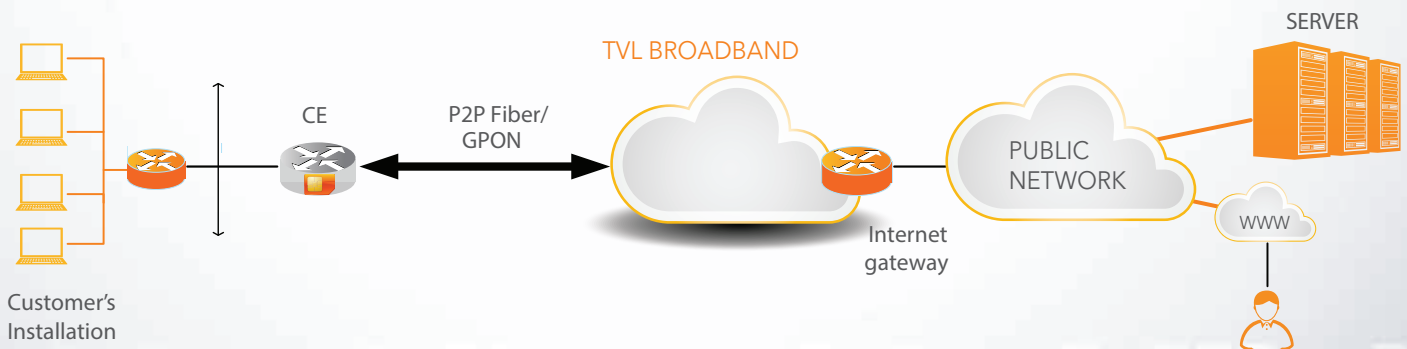 SERVER
TVL BROADBAND
CE
P2P Fiber/
GPON
PUBLIC
NETWORK
WWW
Internet
gateway
Customer's
Installation